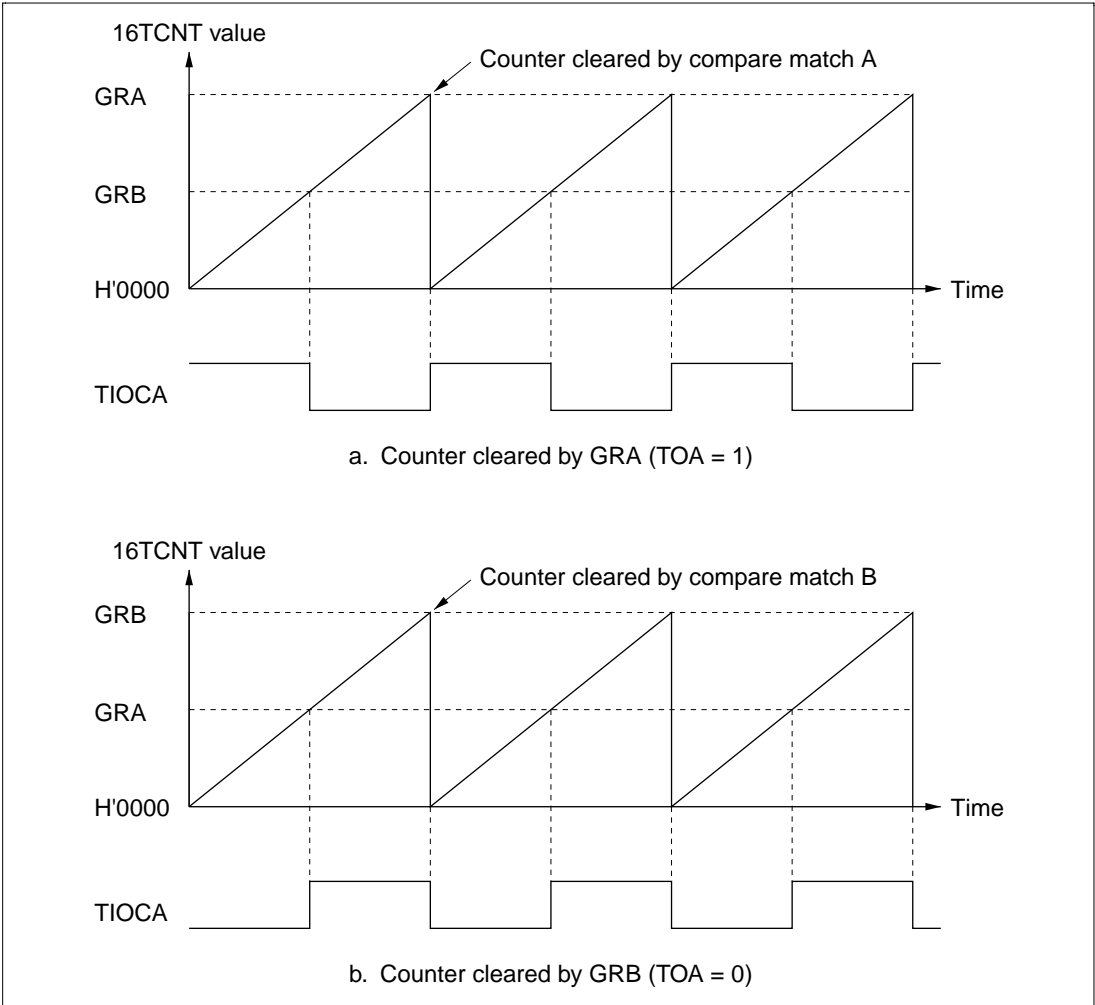 16TCNT value
Counter cleared by compare match A
GRA
GRB
H'0000
Time
TIOCA
a. Counter cleared by GRA (TOA = 1)
16TCNT value
Counter cleared by compare match B
GRB
GRA
H'0000
Time
TIOCA
b. Counter cleared by GRB (TOA = 0)